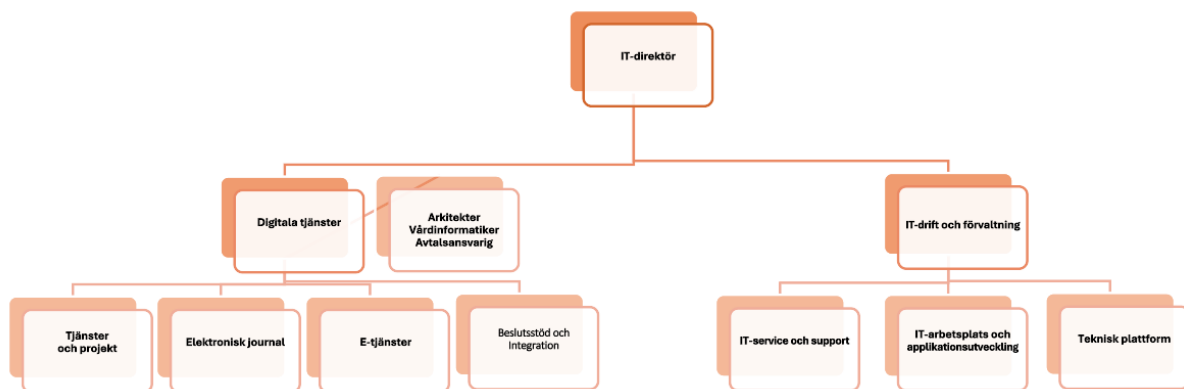 IT-direktör
Digitala tjänster
Arkitekter
Vårdinformatiker
Avtalsansvarig
IT-drift och förvaltning
Tjänster
och projekt
Elektronisk journal
E-tjänster
Beslutsstöd och
Integration
IT-service och support
IT-arbetsplats och
applikationsutveckling
Teknisk plattform